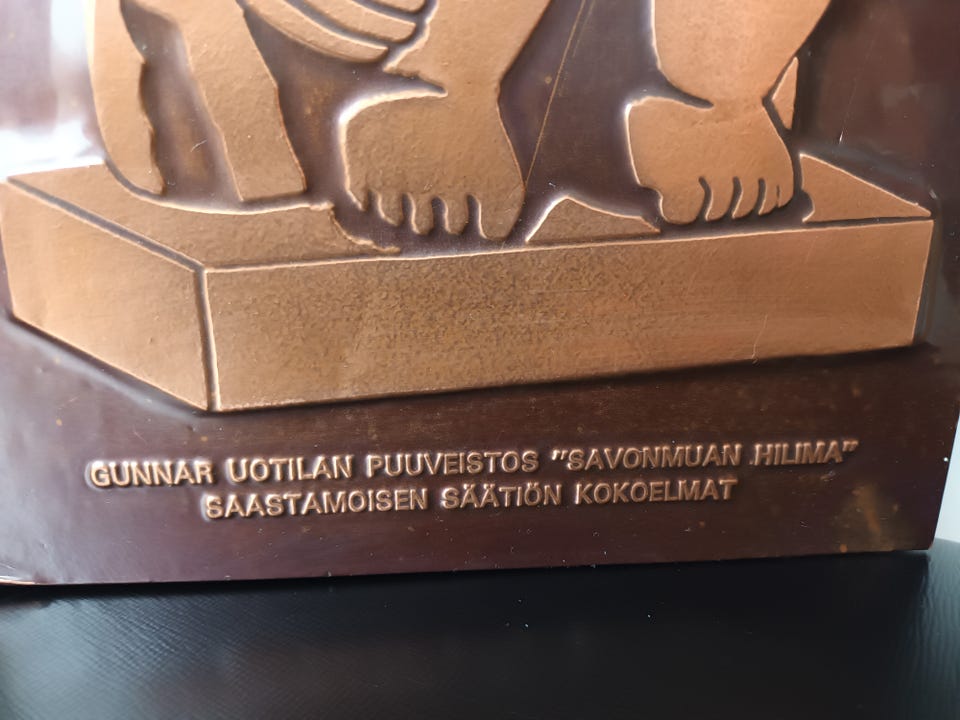 GUNNAR UOTILAN PUUVEISTOS "SAVONMUAN HILIMA"
SAASTAMOISEN SÄÄTIÖN KOKOELMAT